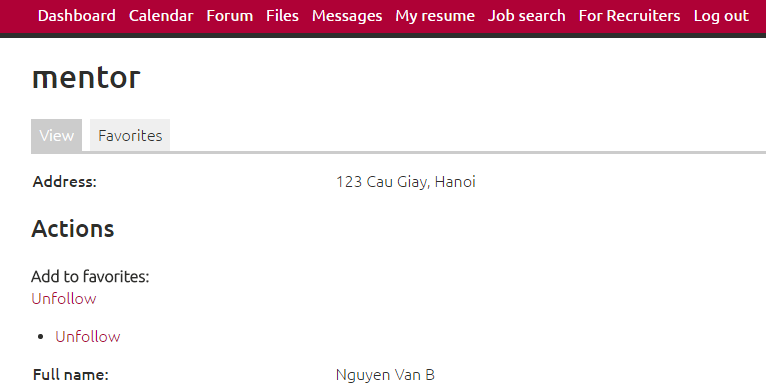 Dashboard Calendar Forum Files Messages My resume Job search For Recruiters Log out
mentor
View Favorites
Address: 123 Cau Giay, Hanoi
Actions
Add to favorites:
Unfollow
• Unfollow
Full name: Nguyen Van B